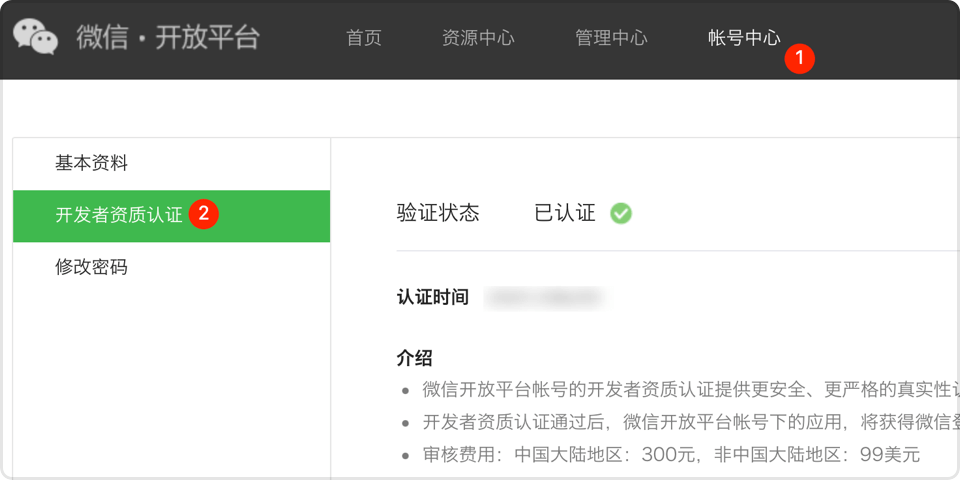 微信·开放平台 首页 资源中心 管理中心 帐号中心 1
基本资料
开发者资质认证 2
修改密码
验证状态 已认证
认证时间
介绍
微信开放平台帐号的开发者资质认证提供更安全、更严格的真实性
开发者资质认证通过后，微信开放平台帐号下的应用，将获得微信
审核费用：中国大陆地区：300元，非中国大陆地区：99美元